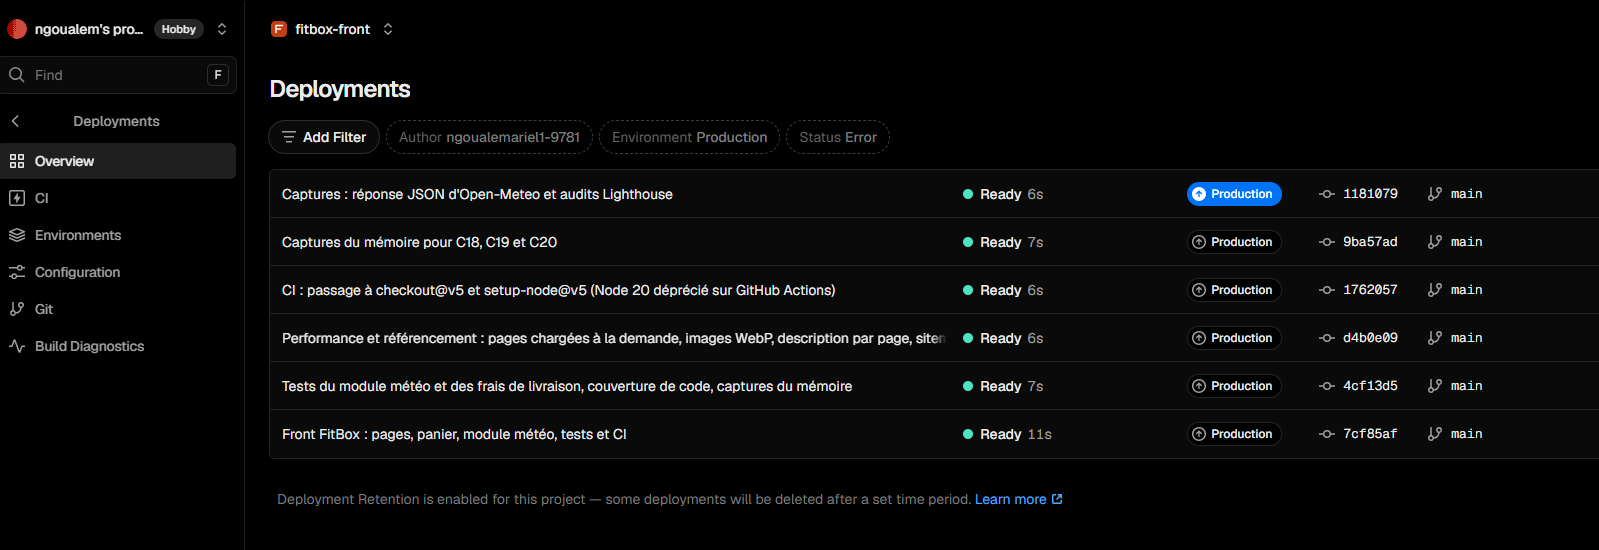 ngoualem's pro... Hobby
Find F
Deployments
Overview
CI
Environments
Configuration
Git
Build Diagnostics
F fitbox-front
Deployments
Add Filter Author ngoualemariel1-9781 Environment Production Status Error
Captures : réponse JSON d'Open-Meteo et audits Lighthouse Ready 6s Production 1181079 main
Captures du mémoire pour C18, C19 et C20 Ready 7s Production 9ba57ad main
CI : passage à checkout@v5 et setup-node@v5 (Node 20 déprécié sur GitHub Actions) Ready 6s Production 1762057 main
Performance et référencement : pages chargées à la demande, images WebP, description par page, sitem Ready 6s Production d4b0e09 main
Tests du module météo et des frais de livraison, couverture de code, captures du mémoire Ready 7s Production 4cf13d5 main
Front FitBox : pages, panier, module météo, tests et CI Ready 11s Production 7cf85af main
Deployment Retention is enabled for this project — some deployments will be deleted after a set time period. Learn more